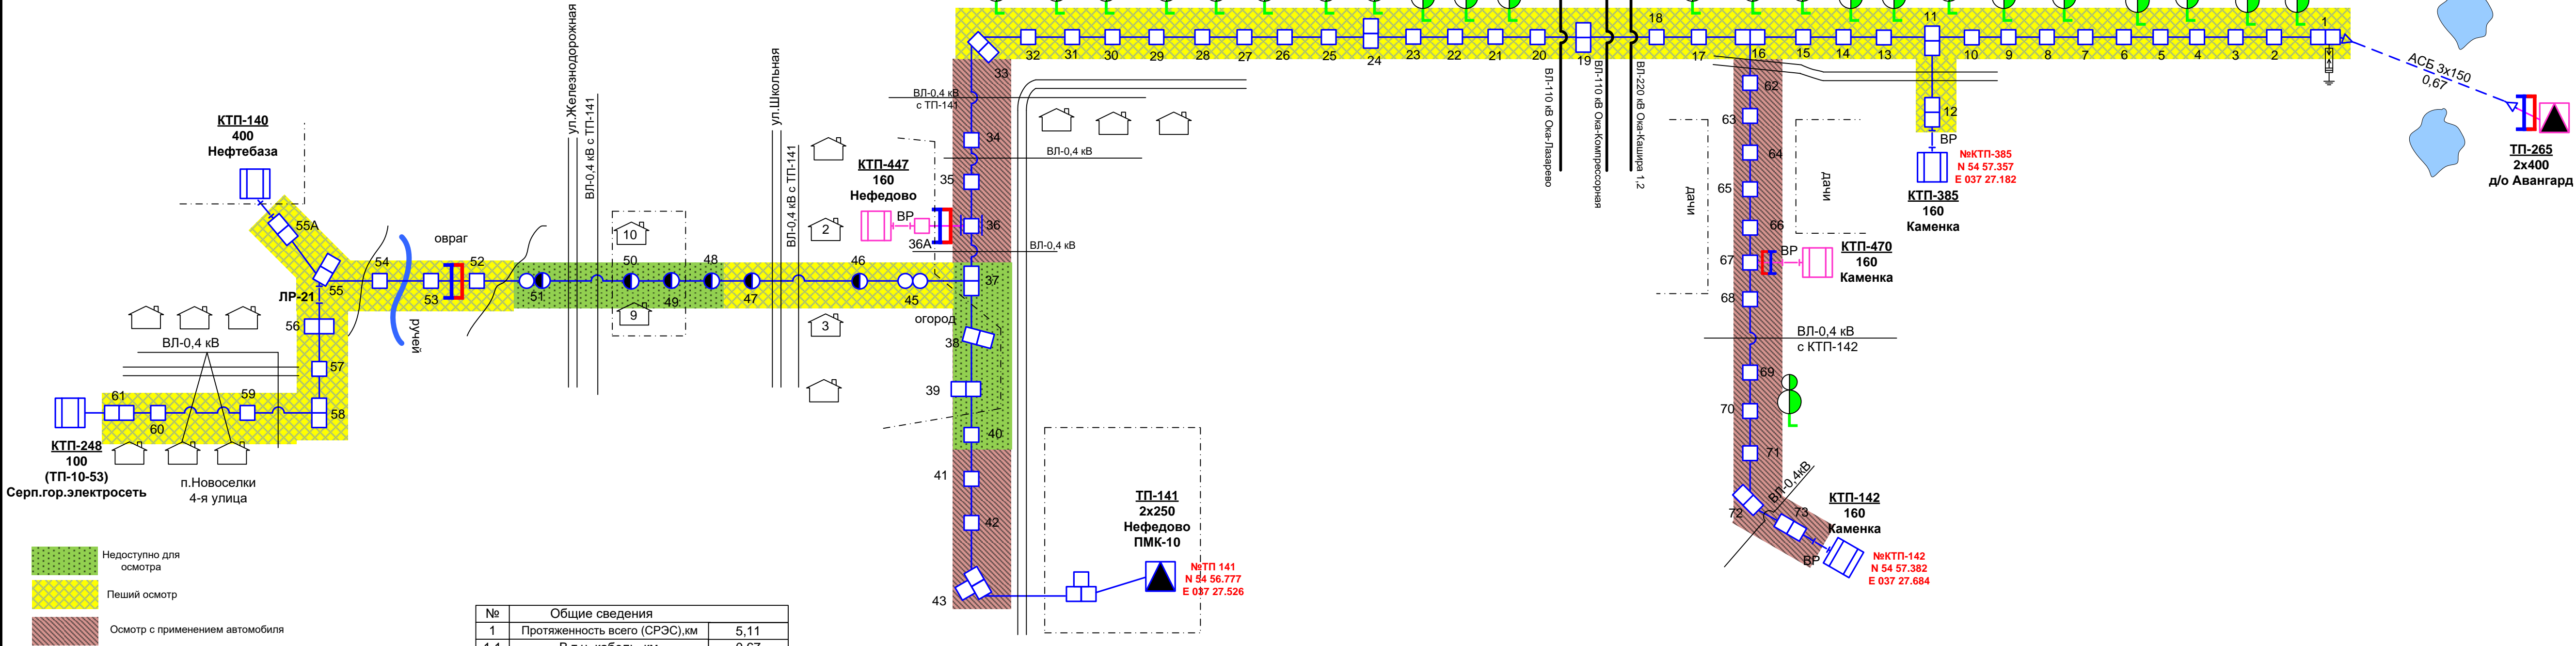 КТП-140
400
Нефтебаза
ул.Железнодорожная
ВЛ-0,4 кВ с ТП-141
ул.Школьная
ВЛ-0,4 кВ с ТП-141
КТП-447
160
Нефедово
ВР
36А
ВЛ-0,4 кВ
с ТП-141
ВЛ-0,4 кВ
ВЛ-0,4 кВ
33
32
31
30
29
28
27
26
25
24
23
22
21
20
19
18
17
16
15
14
13
11
10
9
8
7
6
5
4
3
2
1
12
ВЛ-110 кВ Ока-Лазарево
ВЛ-110 кВ Ока-Компрессорная
ВЛ-220 кВ Ока-Кашира 1,2
АСБ 3х150
0,67
ТП-265
2х400
д/о Авангард
ВР
№КТП-385
N 54 57.357
E 037 27.182
КТП-385
160
Каменка
62
63
64
65
66
67
68
69
70
71
72
73
дачи
дачи
ВР
КТП-470
160
Каменка
ВЛ-0,4 кВ
с КТП-142
ВЛ-0,4кВ
КТП-142
160
Каменка
ВР
№КТП-142
N 54 57.382
E 037 27.684
34
35
36
37
38
39
40
41
42
43
огород
55А
55
54
53
52
51
50
49
48
47
46
45
10
9
2
3
овраг
ручей
ЛР-21
56
57
58
59
60
61
ВЛ-0,4 кВ
КТП-248
100
(ТП-10-53)
Серп.гор.электросеть
п.Новоселки
4-я улица
ТП-141
2х250
Нефедово
ПМК-10
№ТП 141
N 54 56.777
E 037 27.526
Недоступно для
осмотра
Пеший осмотр
Осмотр с применением автомобиля
№ Общие сведения
1 Протяженность всего (СРЭС),км 5,11